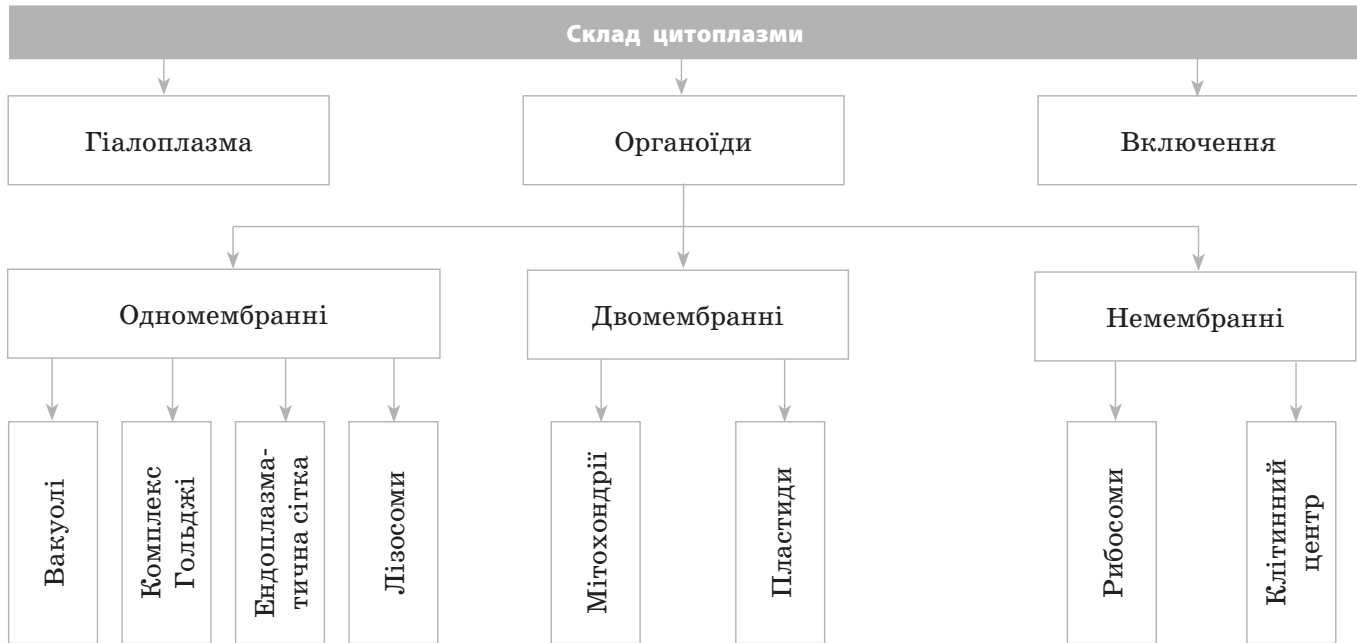 Склад цитоплазми
Гіалоплазма
Органоїди
Включення
Одномембранні
Двомембранні
Немембранні
Вакуолі
Комплекс
Гольджі
Ендоплазма-
тична сітка
Лізосоми
Мітохондрії
Пластиди
Рибосоми
Клітинний
центр